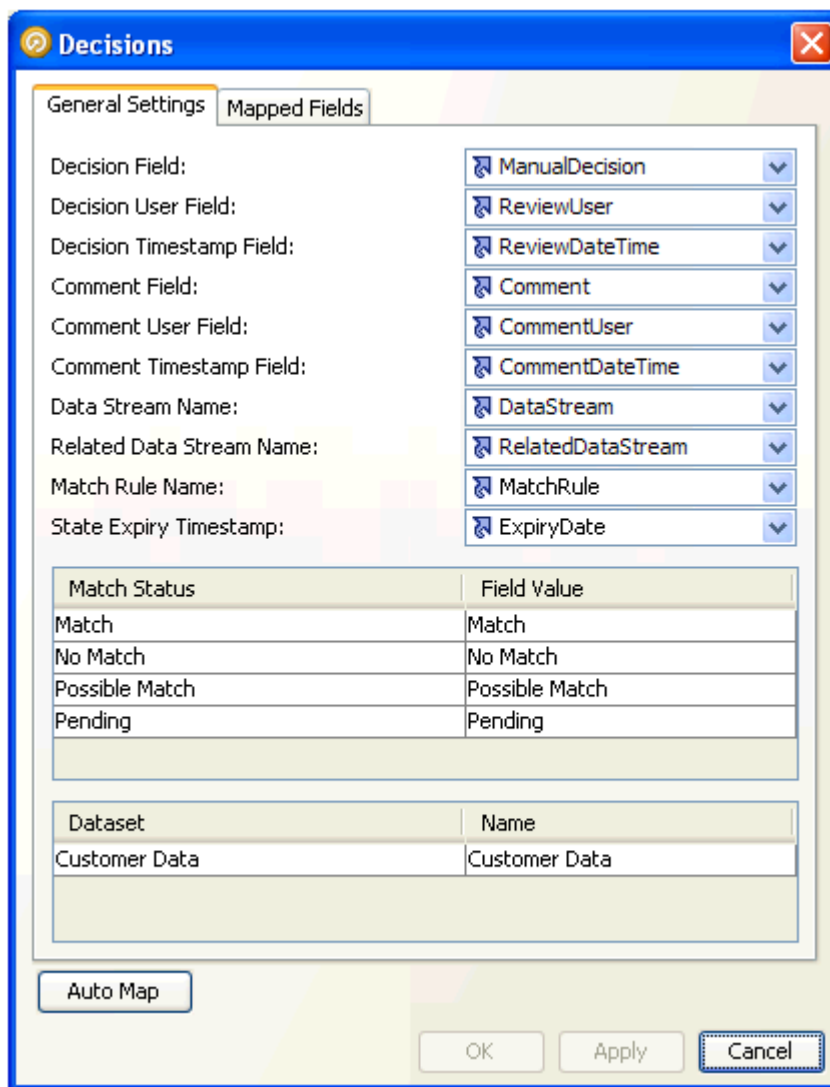 Decisions
General Settings Mapped Fields
Decision Field: ManualDecision
Decision User Field: ReviewUser
Decision Timestamp Field: ReviewDateTime
Comment Field: Comment
Comment User Field: CommentUser
Comment Timestamp Field: CommentDateTime
Data Stream Name: DataStream
Related Data Stream Name: RelatedDataStream
Match Rule Name: MatchRule
State Expiry Timestamp: ExpiryDate
Match Status Field Value
Match Match
No Match No Match
Possible Match Possible Match
Pending Pending
Dataset Name
Customer Data Customer Data
Auto Map
OK Apply Cancel